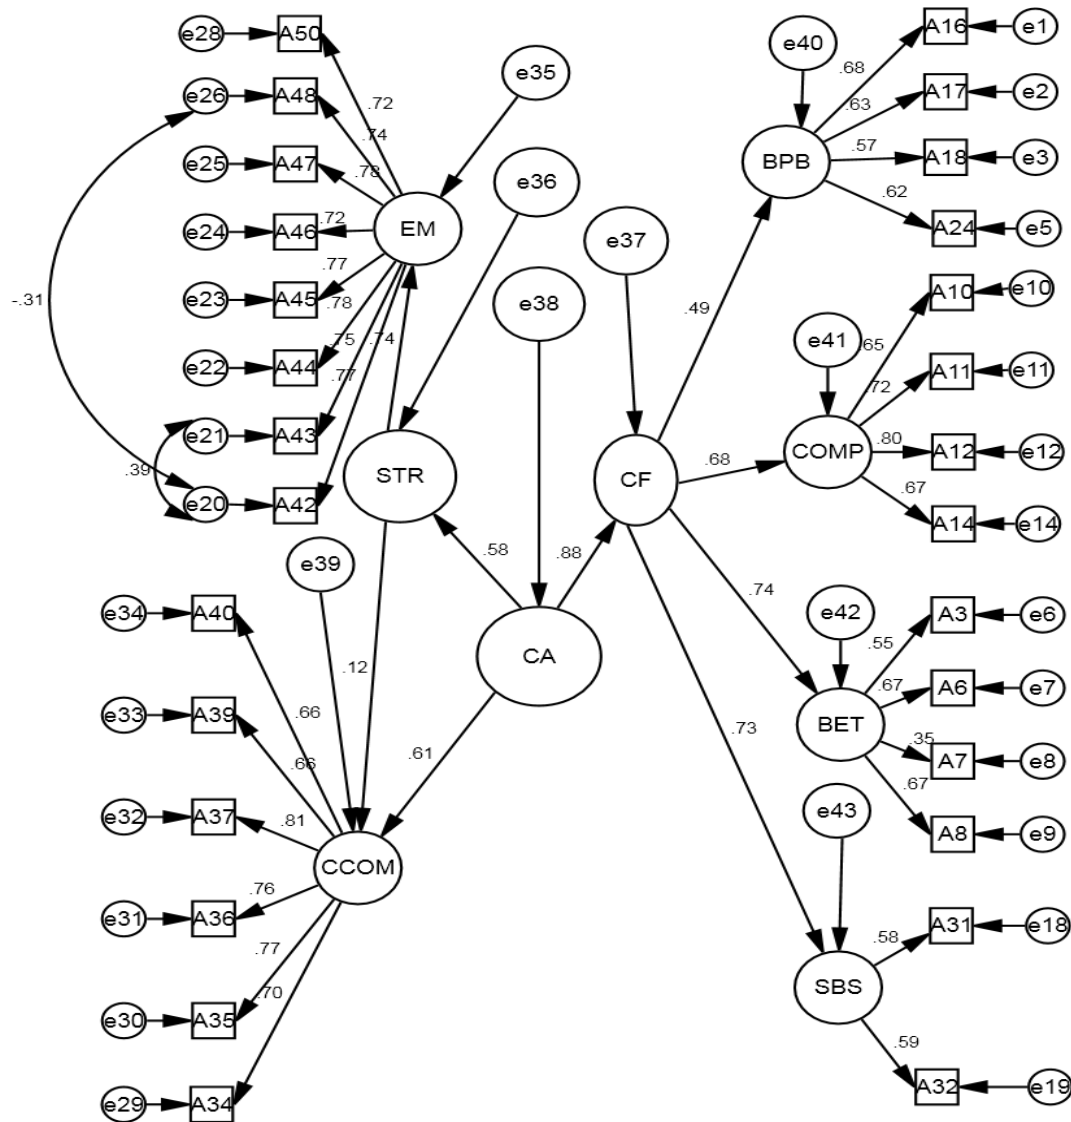 e28
A50
e26
A48
e25
A47
e24
A46
e23
A45
e22
A44
e21
A43
e20
A42
-.31
.39
.72
.74
.78
.72
.77
.78
.75
.77
.74
EM
e35
e36
STR
e38
.58
.88
CA
e39
.12
.61
e34
A40
e33
A39
e32
A37
e31
A36
e30
A35
e29
A34
.66
.66
.81
.76
.77
.70
CCOM
e37
CF
.49
.68
.74
.73
e40
BPB
.68
.63
.57
.62
A16
e1
A17
e2
A18
e3
A24
e5
e41
COMP
.65
.72
.80
.67
A10
e10
A11
e11
A12
e12
A14
e14
e42
BET
.55
.67
.35
.67
A3
e6
A6
e7
A7
e8
A8
e9
e43
SBS
.58
.59
A31
e18
A32
e19